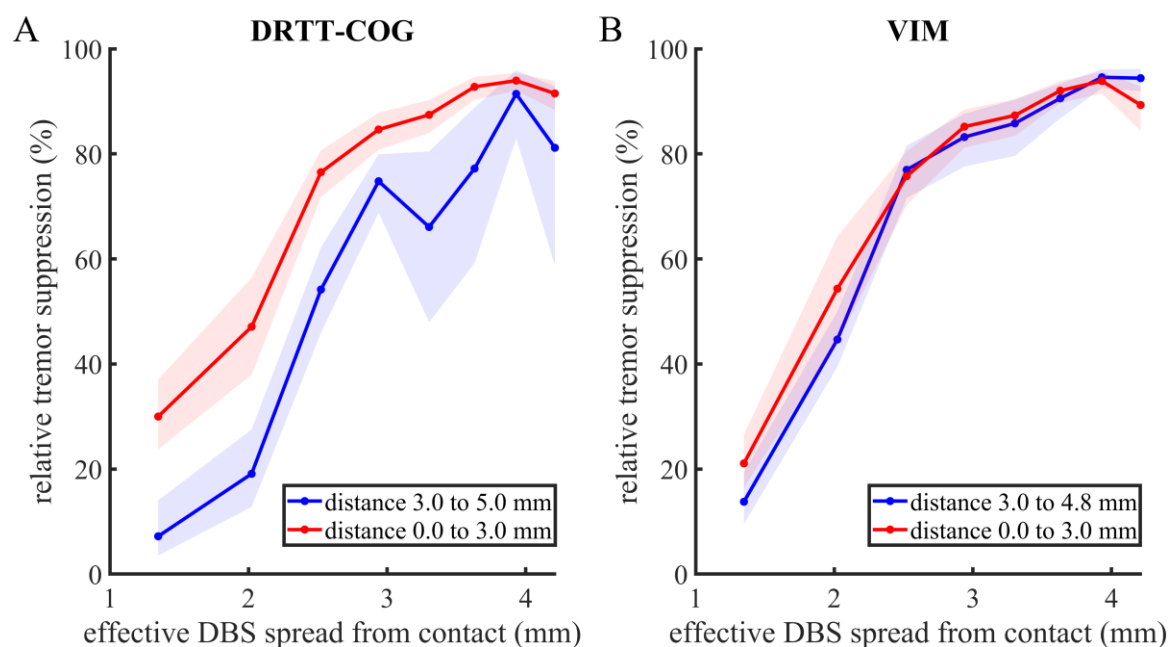 A
DRTT-COG
relative tremor suppression (%)
100
80
60
40
20
0
1
2
3
4
effective DBS spread from contact (mm)
distance 3.0 to 5.0 mm
distance 0.0 to 3.0 mm
B
VIM
relative tremor suppression (%)
100
80
60
40
20
0
1
2
3
4
effective DBS spread from contact (mm)
distance 3.0 to 4.8 mm
distance 0.0 to 3.0 mm